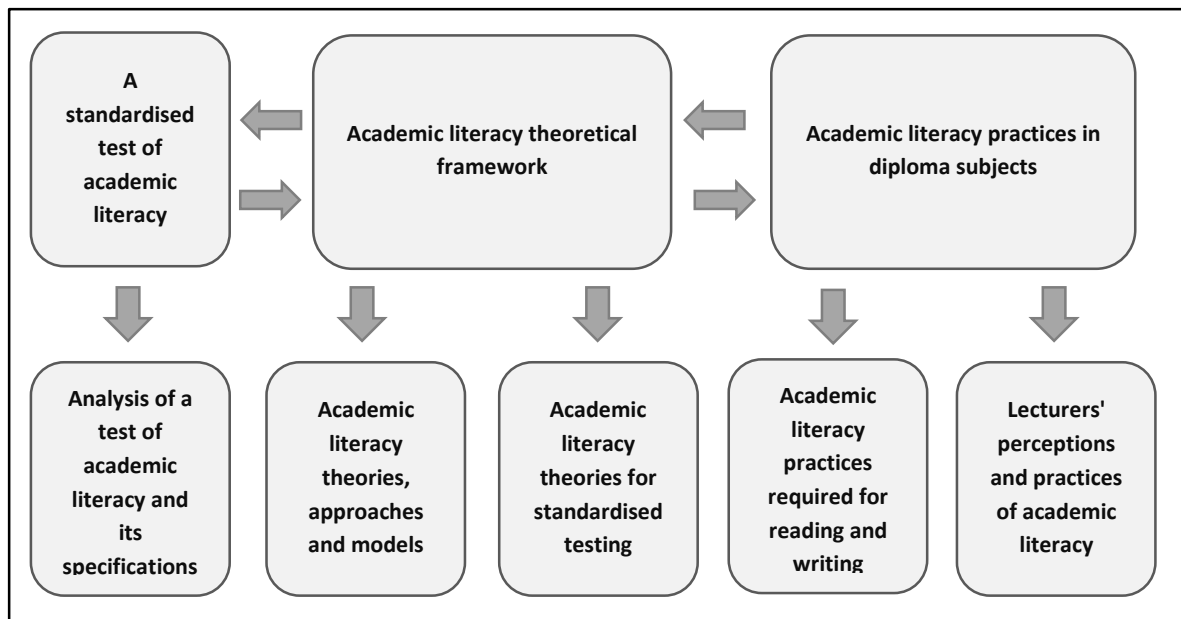 A
standardised
test of
academic
literacy
Academic literacy theoretical
framework
Academic literacy practices in
diploma subjects
Analysis of a
test of
academic
literacy and
its
specifications
Academic
literacy
theories,
approaches
and models
Academic
literacy
theories for
standardised
testing
Academic
literacy
practices
required for
reading and
writing
Lecturers'
perceptions
and practices
of academic
literacy